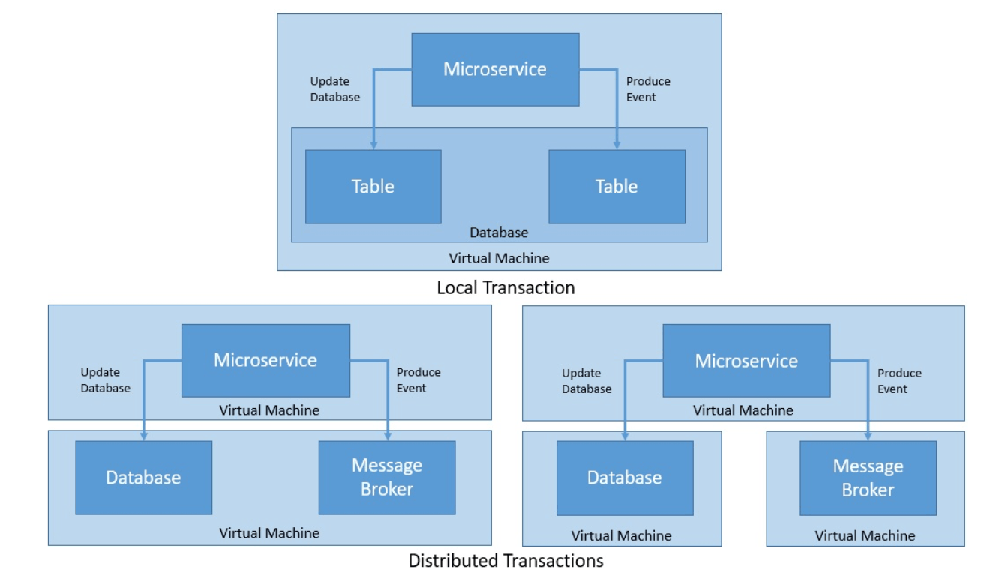 Microservice
Update
Database
Produce
Event
Table
Table
Database
Virtual Machine
Local Transaction
Microservice
Update
Database
Produce
Event
Virtual Machine
Database
Message
Broker
Virtual Machine
Microservice
Update
Database
Produce
Event
Virtual Machine
Database
Virtual Machine
Message
Broker
Virtual Machine
Distributed Transactions